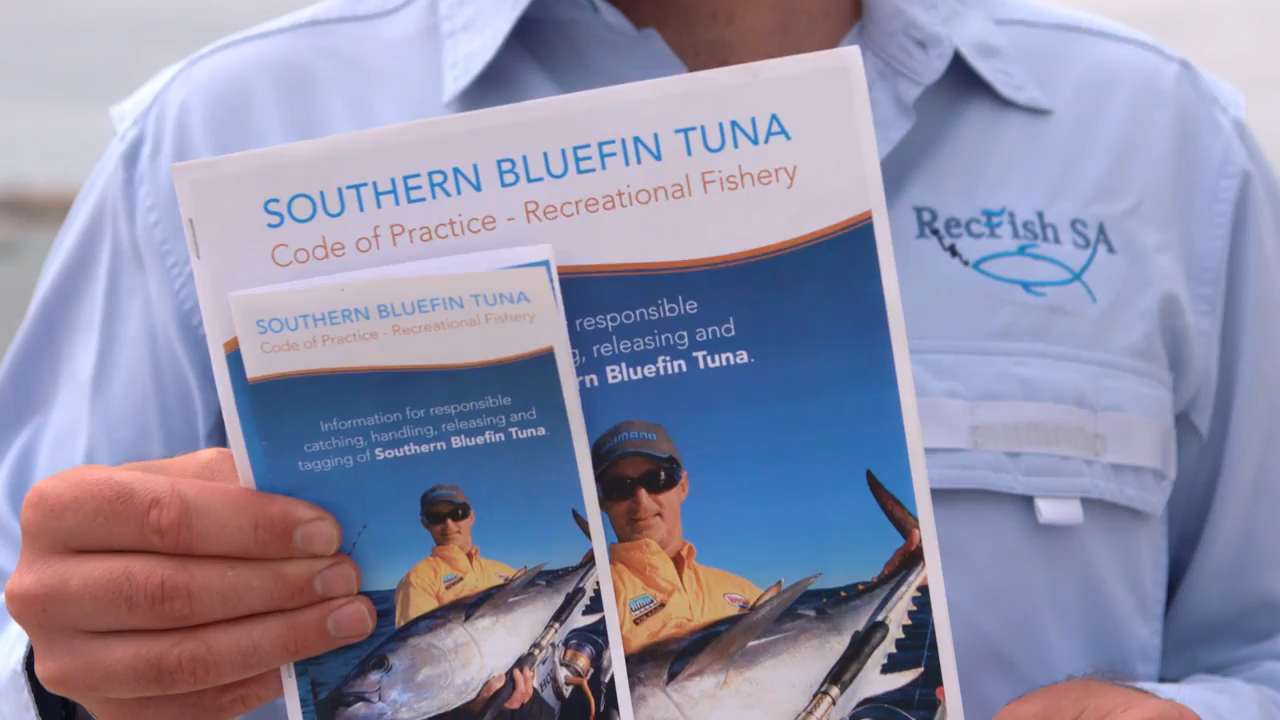 SOUTHERN BLUEFIN TUNA
Code of Practice - Recreational Fishery
RecFish SA
responsible
g, releasing and
rn Bluefin Tuna.
SHIMANO
SOUTHERN BLUEFIN TUNA
Code of Practice - Recreational Fishery
Information for responsible
catching, handling, releasing and
tagging of Southern Bluefin Tuna.